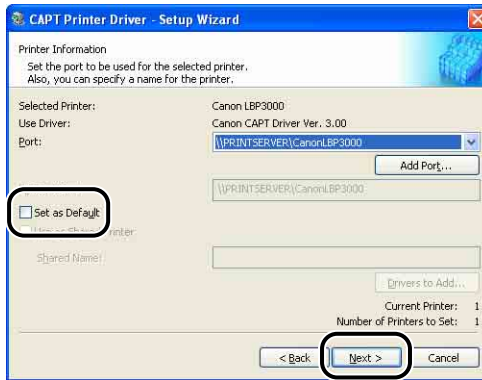 CAPT Printer Driver - Setup Wizard
Printer Information
Set the port to be used for the selected printer.
Also, you can specify a name for the printer.
Selected Printer: Canon LBP3000
Use Driver: Canon CAPT Driver Ver. 3.00
Port: \\PRINTSERVER\CanonLBP3000
Add Port...
\\PRINTSERVER\CanonLBP3000
Set as Default
Shared Name:
Drivers to Add...
Current Printer: 1
Number of Printers to Set: 1
< Back Next > Cancel